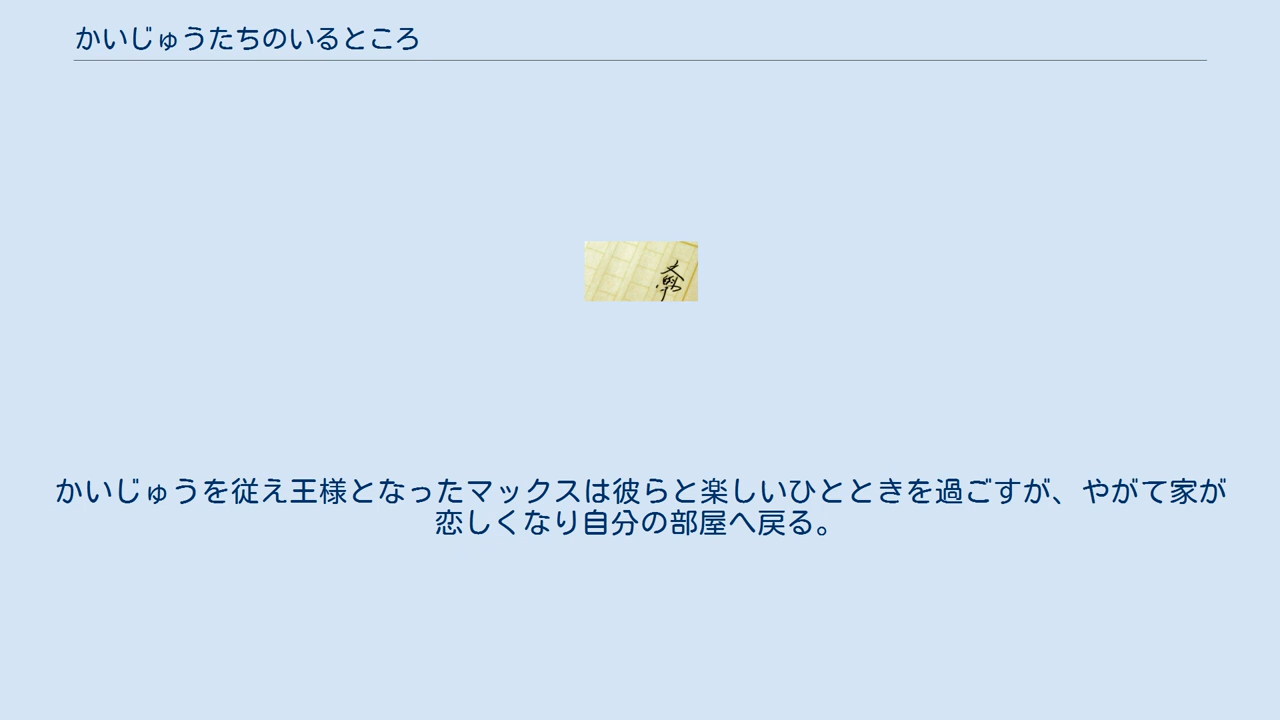 かいじゅうたちのいるところ
かいじゅうを従え王様となったマックスは彼らと楽しいひとときを過ごすが、やがて家が
恋しくなり自分の部屋へ戻る。